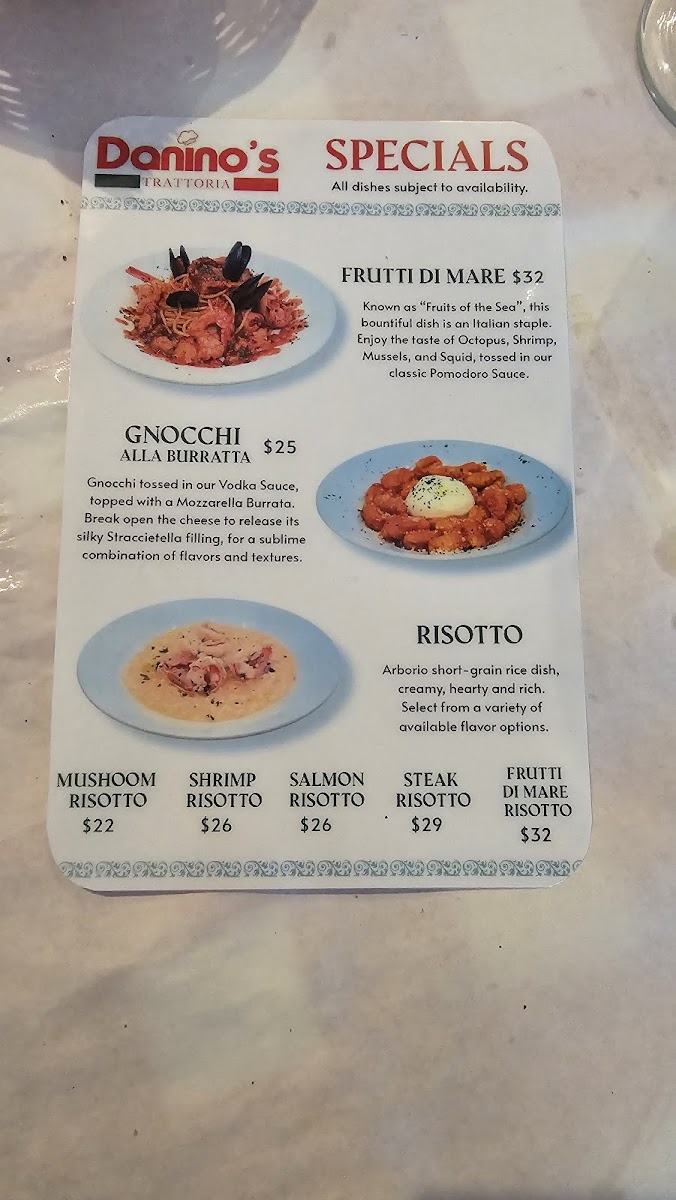 Danino's
TRATTORIA
SPECIALS
All dishes subject to availability.
FRUTTI DI MARE $32
Known as “Fruits of the Sea”, this
bountiful dish is an Italian staple.
Enjoy the taste of Octopus, Shrimp,
Mussels, and Squid, tossed in our
classic Pomodoro Sauce.
GNOCCHI
ALLA BURRATTA $25
Gnocchi tossed in our Vodka Sauce,
topped with a Mozzarella Burrata.
Break open the cheese to release its
silky Straccietella filling, for a sublime
combination of flavors and textures.
RISOTTO
Arborio short-grain rice dish,
creamy, hearty and rich.
Select from a variety of
available flavor options.
MUSHOOM
RISOTTO
$22
SHRIMP
RISOTTO
$26
SALMON
RISOTTO
$26
STEAK
RISOTTO
$29
FRUTTI
DI MARE
RISOTTO
$32